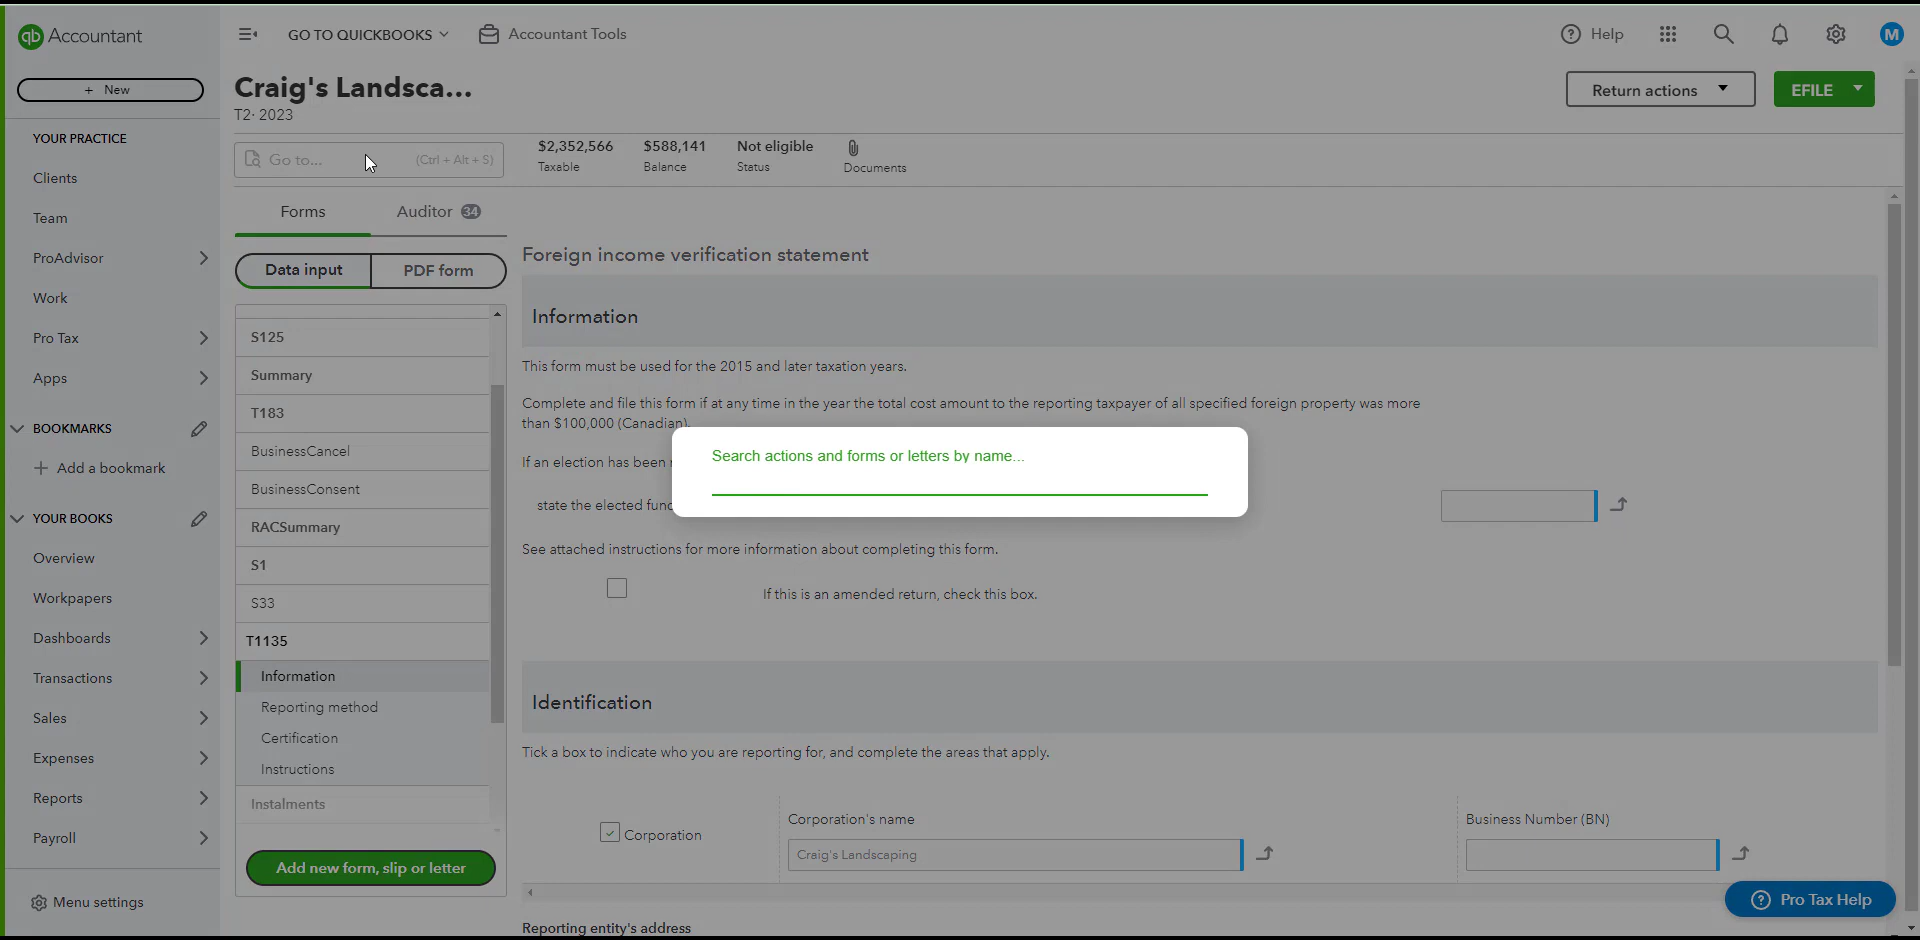 qb Accountant
GO TO QUICKBOOKS
Accountant Tools
Help
M
+ New
Craig's Landsca...
T2· 2023
Return actions
EFILE
YOUR PRACTICE
Clients
Team
ProAdvisor
Work
Pro Tax
Apps
BOOKMARKS
+ Add a bookmark
YOUR BOOKS
Overview
Workpapers
Dashboards
Transactions
Sales
Expenses
Reports
Payroll
Menu settings
Go to... (Ctrl + Alt + S)
$2,352,566
Taxable
$588,141
Balance
Not eligible
Status
Documents
Forms
Auditor 34
Data input
PDF form
S125
Summary
T183
BusinessCancel
BusinessConsent
RACSummary
S1
S33
T1135
Information
Reporting method
Certification
Instructions
Instalments
Add new form, slip or letter
Foreign income verification statement
Information
This form must be used for the 2015 and later taxation years.
Complete and file this form if at any time in the year the total cost amount to the reporting taxpayer of all specified foreign property was more
than $100,000 (Canadian).
If an election has been
state the elected func
Search actions and forms or letters by name...
See attached instructions for more information about completing this form.
If this is an amended return, check this box.
Identification
Tick a box to indicate who you are reporting for, and complete the areas that apply.
Corporation
Corporation's name
Craig's Landscaping
Business Number (BN)
Reporting entity's address
Pro Tax Help